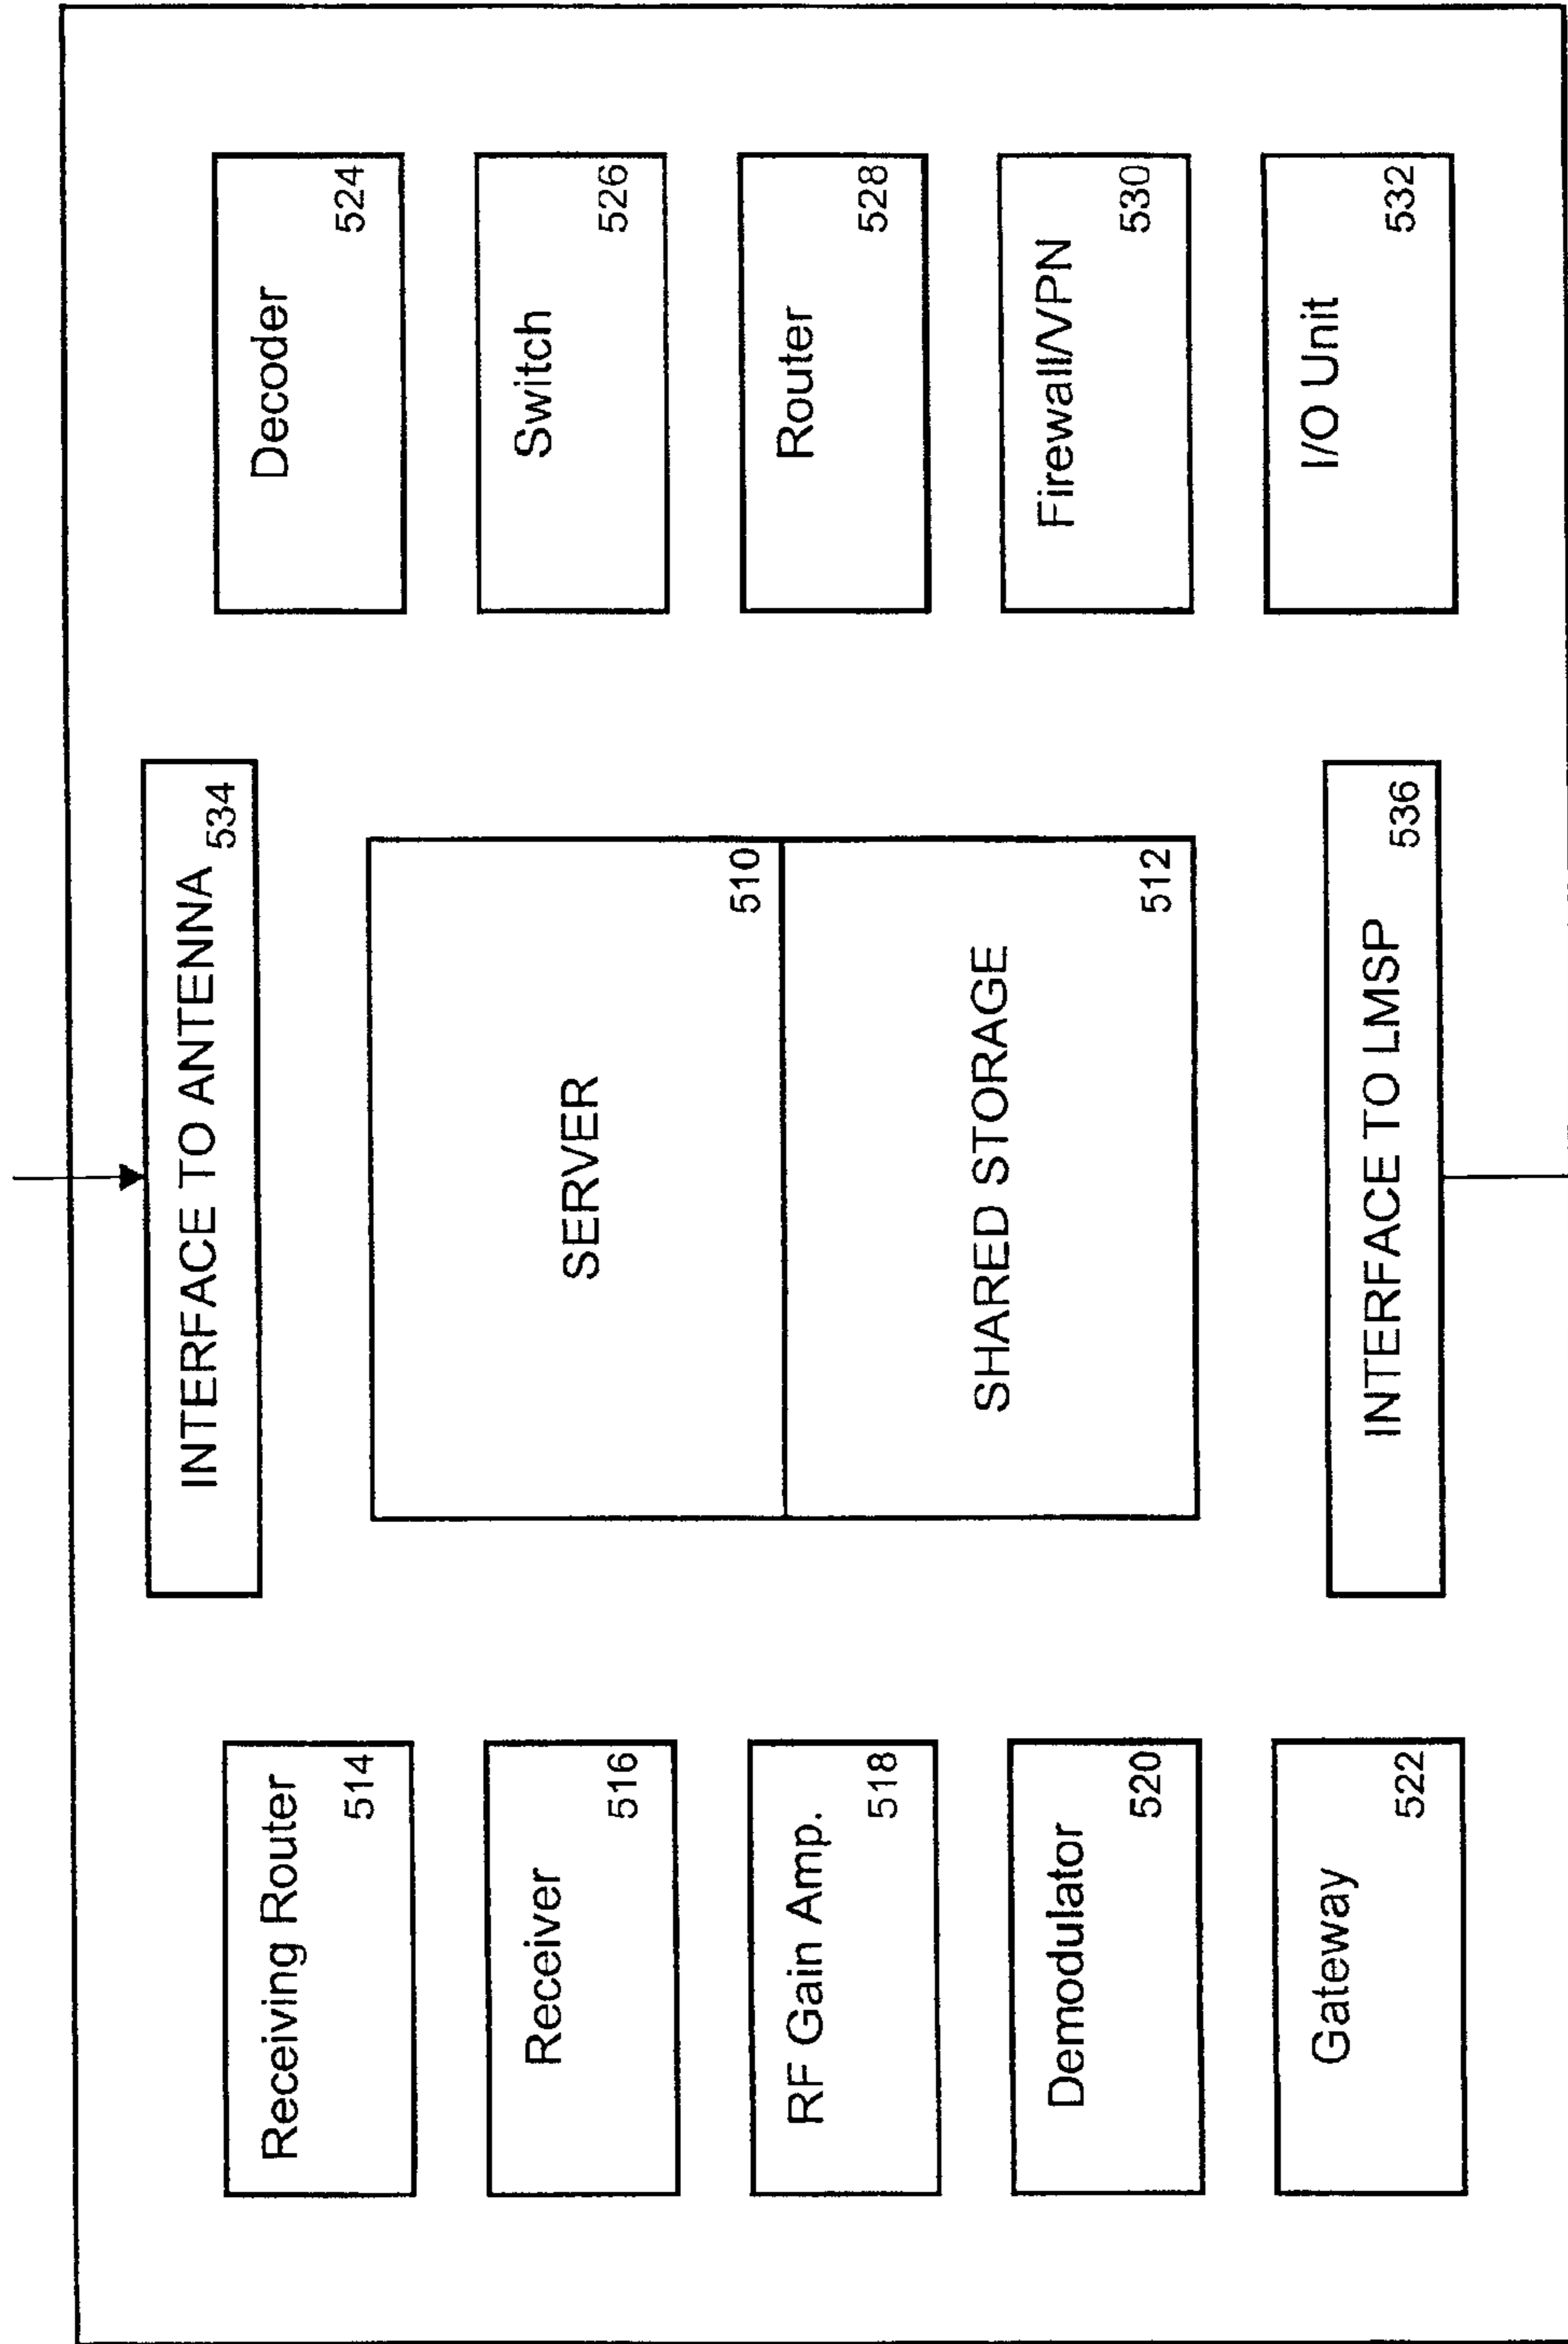 INTERFACE TO ANTENNA
534
Receiving Router
514
Receiver
516
RF Gain Amp.
518
Demodulator
520
Gateway
522
SERVER
510
SHARED STORAGE
512
Decoder
524
Switch
526
Router
528
Firewall/VPN
530
I/O Unit
532
INTERFACE TO LMSP
536